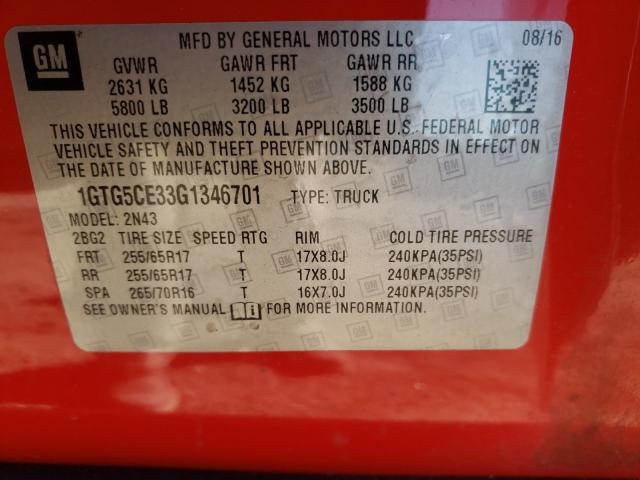 GM MFD BY GENERAL MOTORS LLC 08/16
GVWR GAWR FRT GAWR RR
2631 KG 1452 KG 1588 KG
5800 LB 3200 LB 3500 LB
THIS VEHICLE CONFORMS TO ALL APPLICABLE U.S. FEDERAL MOTOR
VEHICLE SAFETY AND THEFT PREVENTION STANDARDS IN EFFECT ON
THE DATE OF MANUFACTURE SHOWN ABOVE.
1GTG5CE33G1346701 TYPE: TRUCK
MODEL: 2N43
2BG2 TIRE SIZE SPEED RTG RIM COLD TIRE PRESSURE
FRT 255/65R17 T 17X8.0J 240KPA(35PSI)
RR 255/65R17 T 17X8.0J 240KPA(35PSI)
SPA 265/70R16 T 16X7.0J 240KPA(35PSI)
SEE OWNER'S MANUAL FOR MORE INFORMATION.